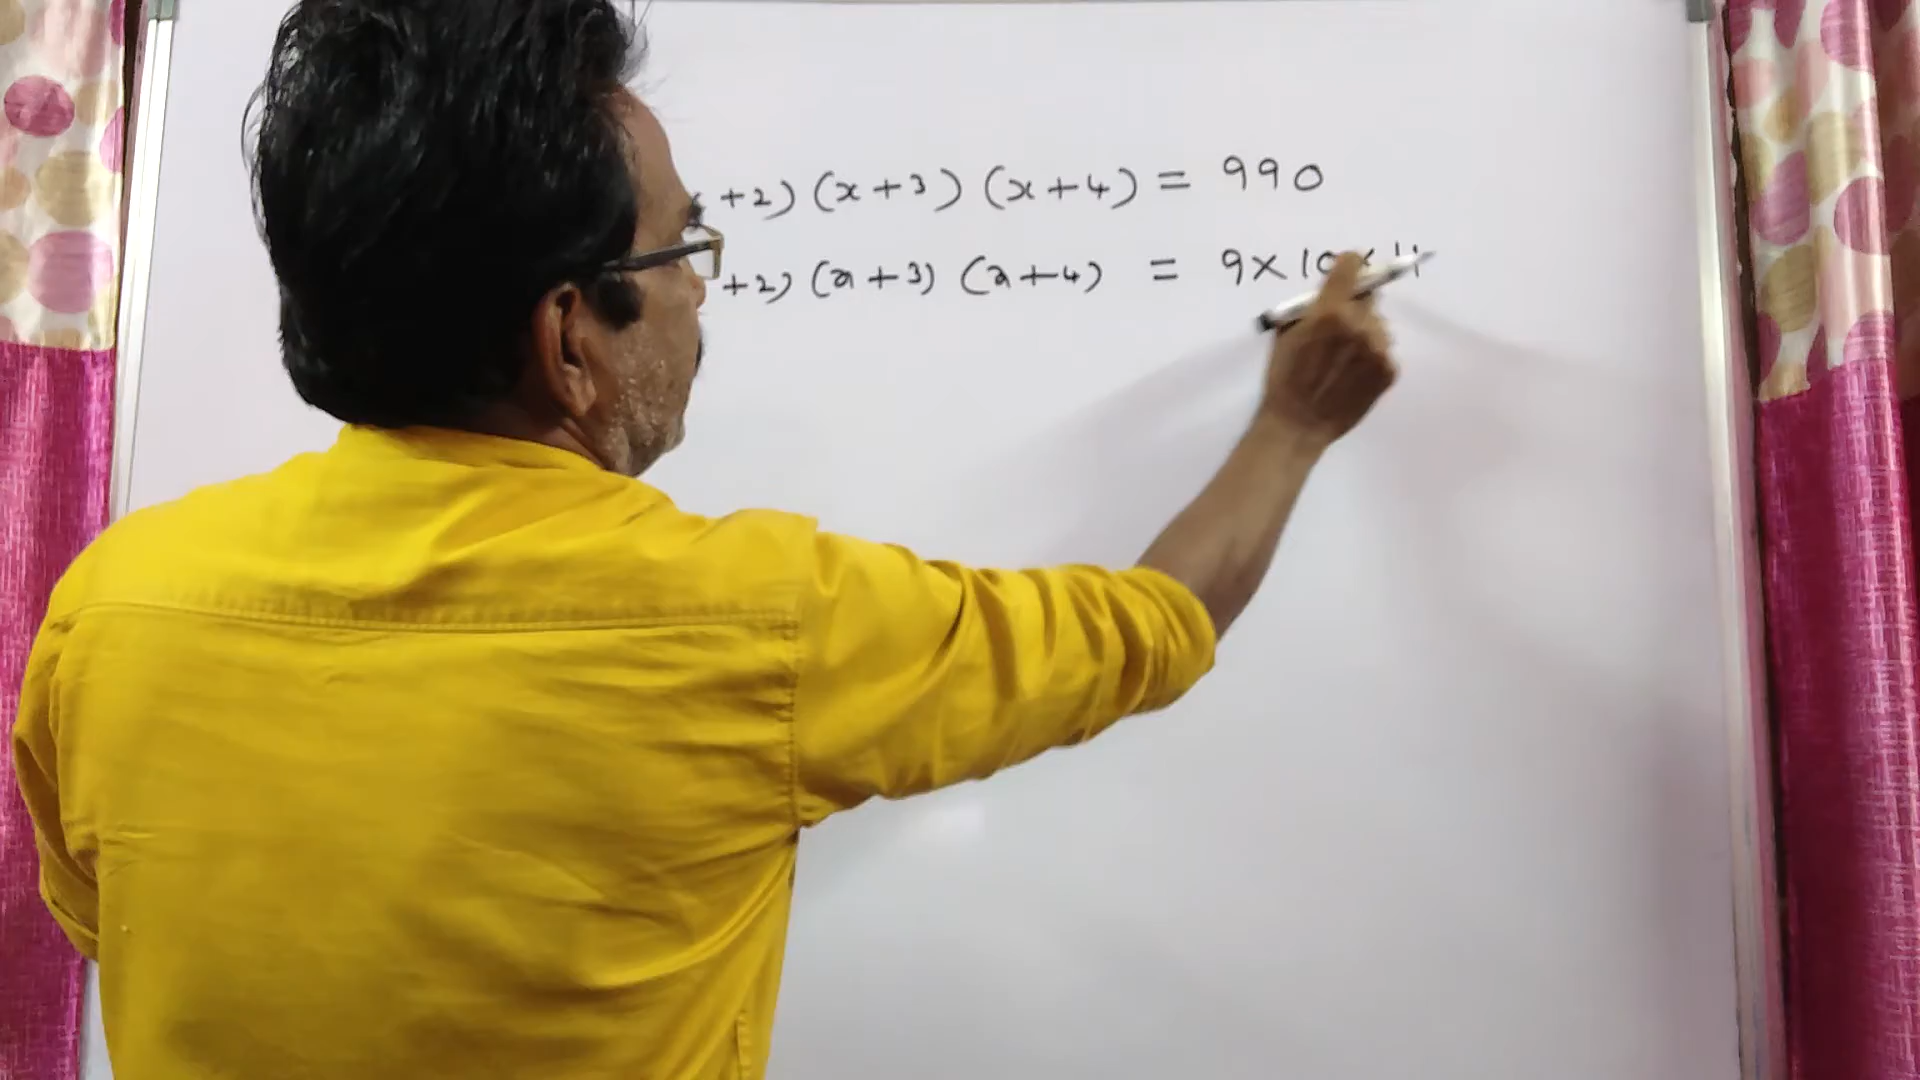 +2) (x+3) (x+4) = 990
+2) (x+3) (x+4) = 9×10×11